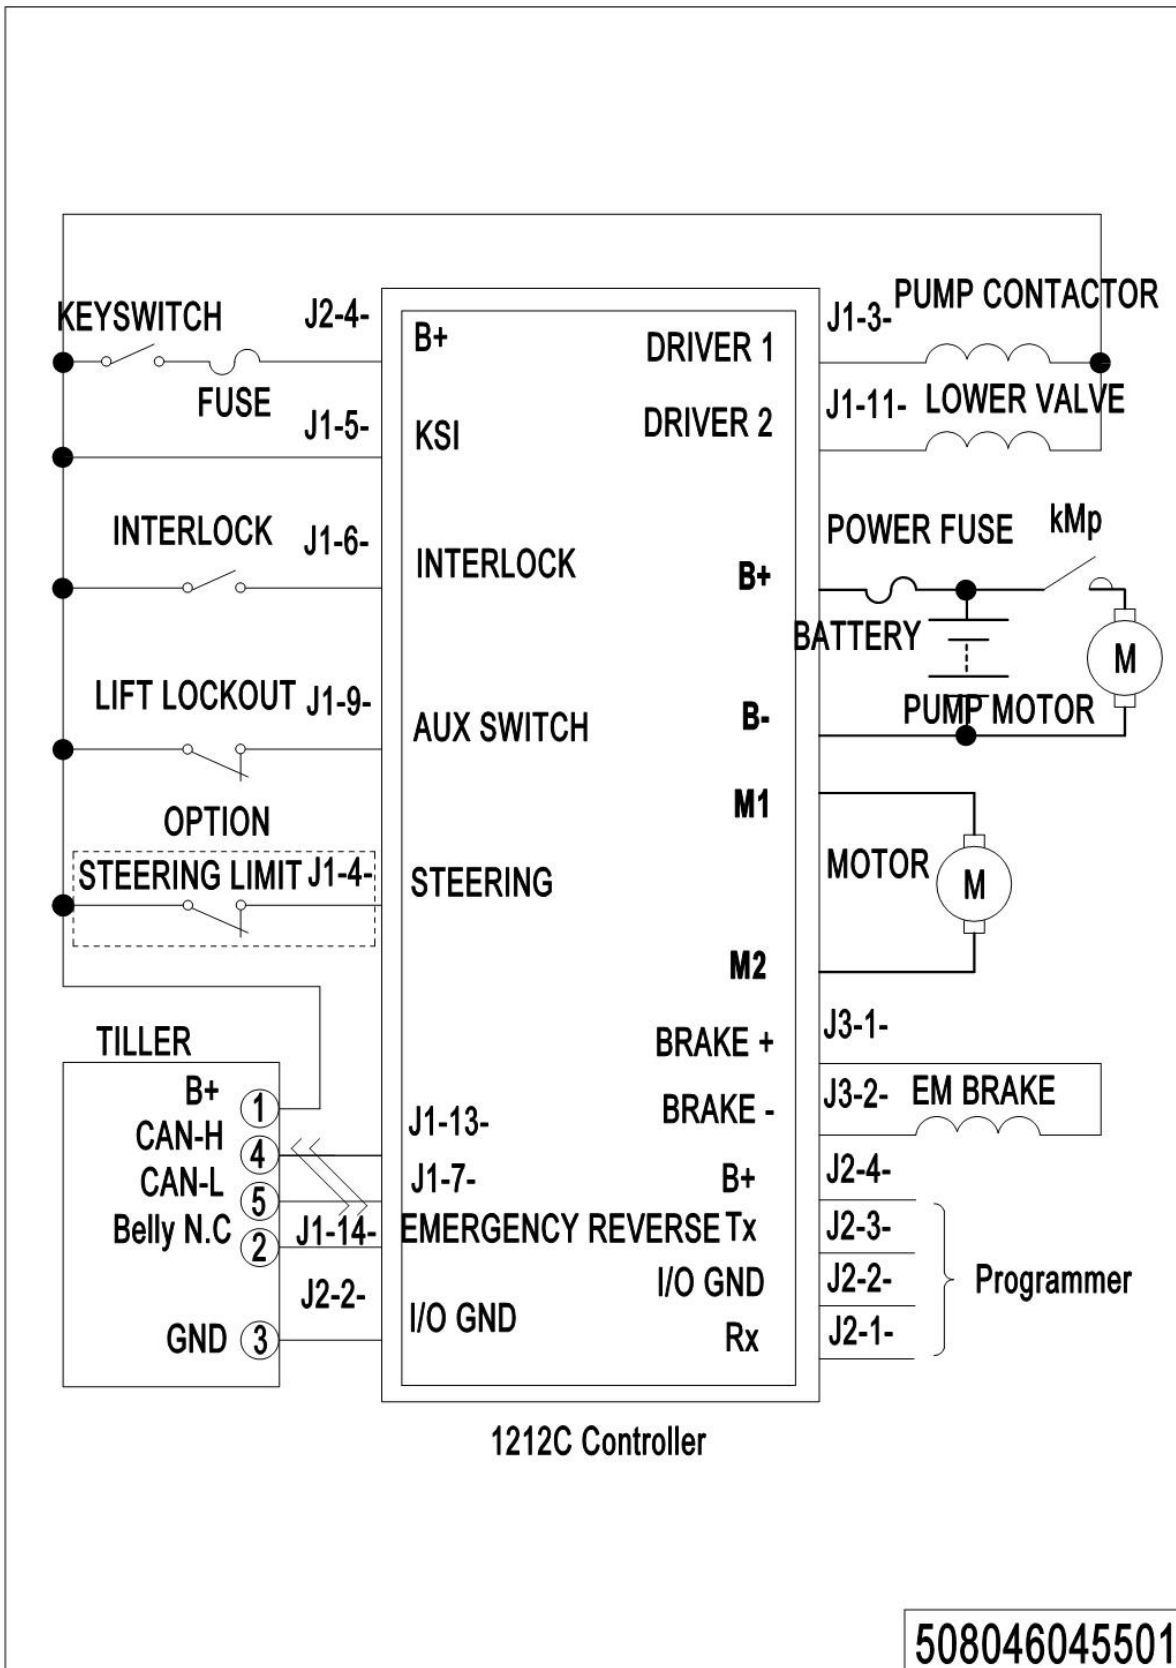 KEYSWITCH
J2-4-
FUSE
J1-5-
INTERLOCK
J1-6-
LIFT LOCKOUT
J1-9-
OPTION
STEERING LIMIT
J1-4-
TILLER
B+
1
CAN-H
4
CAN-L
5
Belly N.C
2
GND
3
B+
KSI
INTERLOCK
AUX SWITCH
STEERING
J1-13-
J1-7-
J1-14-
EMERGENCY REVERSE
J2-2-
I/O GND
DRIVER 1
DRIVER 2
B+
B-
M1
M2
BRAKE +
BRAKE -
B+
Tx
I/O GND
Rx
J1-3-
PUMP CONTACTOR
J1-11-
LOWER VALVE
POWER FUSE
kMp
BATTERY
M
PUMP MOTOR
MOTOR
M
J3-1-
J3-2-
EM BRAKE
J2-4-
J2-3-
J2-2-
J2-1-
Programmer
1212C Controller
508046045501